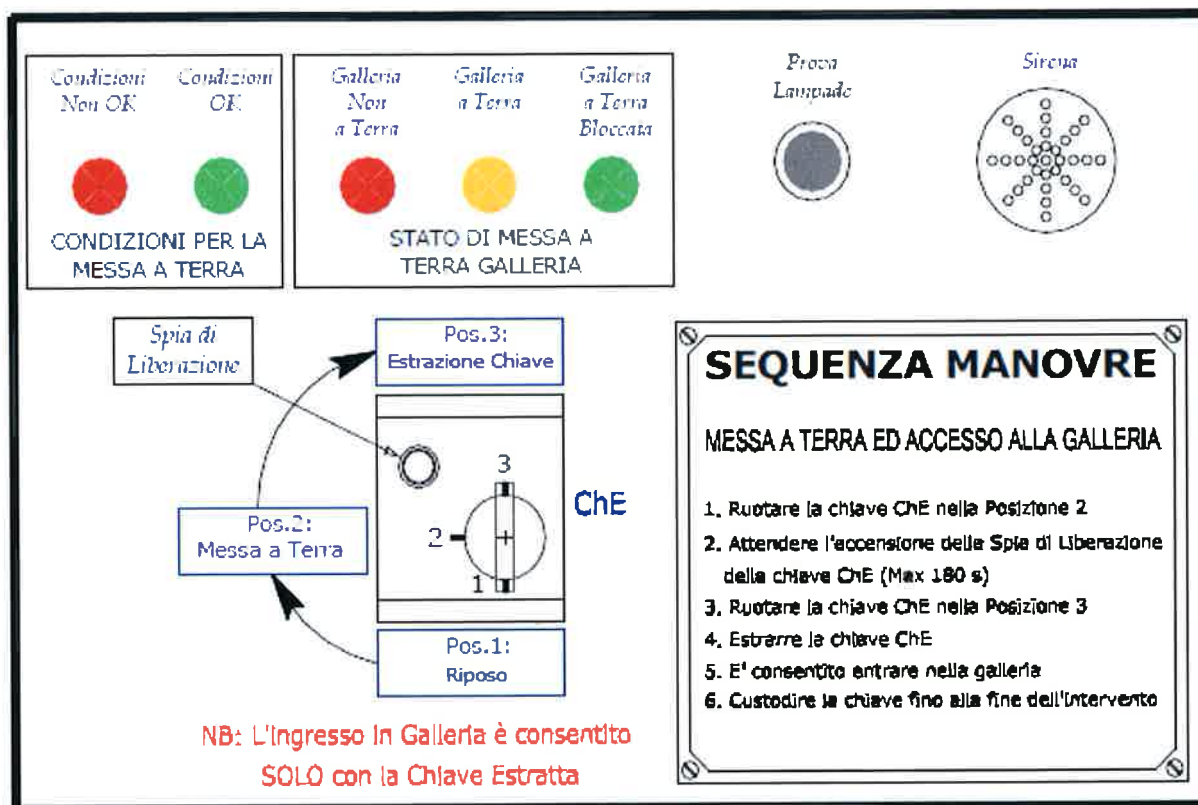 Condizioni
Non OK
Condizioni
OK
CONDIZIONI PER LA
MESSA A TERRA
Galleria
Non
a Terra
Galleria
a Terra
Galleria
a Terra
Bloccata
STATO DI MESSA A
TERRA GALLERIA
Prova
Lampade
Sirena
Spia di
Liberazione
Pos.3:
Estrazione Chiave
3
2
1
ChE
Pos.2:
Messa a Terra
Pos.1:
Riposo
NB: L'ingresso in Galleria è consentito
SOLO con la Chiave Estratta
SEQUENZA MANOVRE
MESSA A TERRA ED ACCESSO ALLA GALLERIA
1. Ruotare la chiave ChE nella Posizione 2
2. Attendere l'accensione della Spia di Liberazione
della chiave ChE (Max 180 s)
3. Ruotare la chiave ChE nella Posizione 3
4. Estrarre la chiave ChE
5. E' consentito entrare nella galleria
6. Custodire la chiave fino alla fine dell'intervento